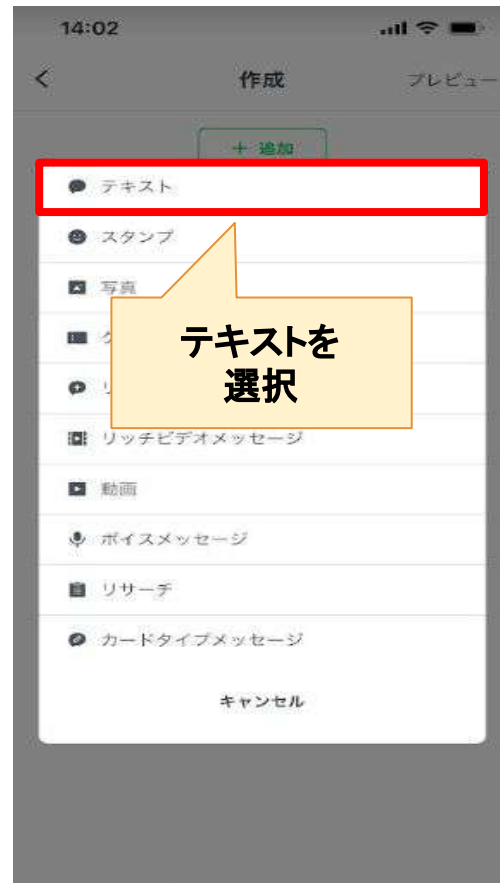 14:02
作成
プレビュー
+ 追加
テキスト
スタンプ
写真
テキストを
選択
リッチビデオメッセージ
動画
ボイスメッセージ
リサーチ
カードタイプメッセージ
キャンセル